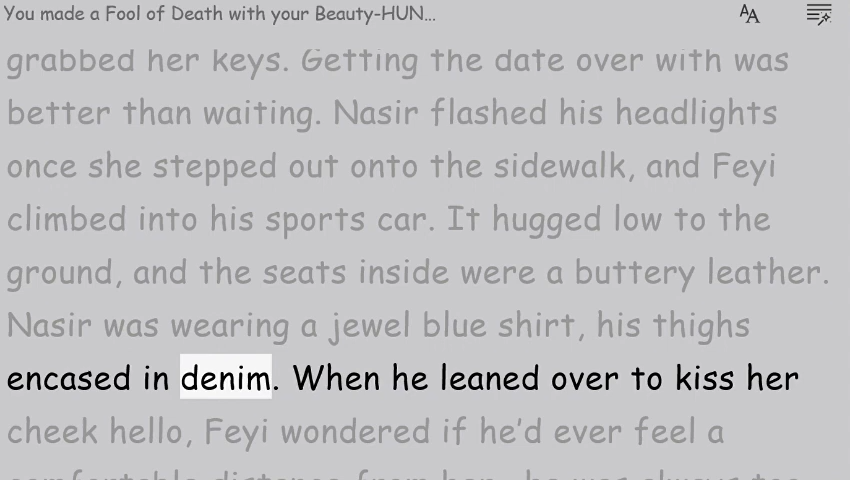 You made a Fool of Death with your Beauty-HUN...
grabbed her keys. Getting the date over with was
better than waiting. Nasir flashed his headlights
once she stepped out onto the sidewalk, and Feyi
climbed into his sports car. It hugged low to the
ground, and the seats inside were a buttery leather.
Nasir was wearing a jewel blue shirt, his thighs
encased in denim. When he leaned over to kiss her
cheek hello, Feyi wondered if he’d ever feel a
comfortable distance from her